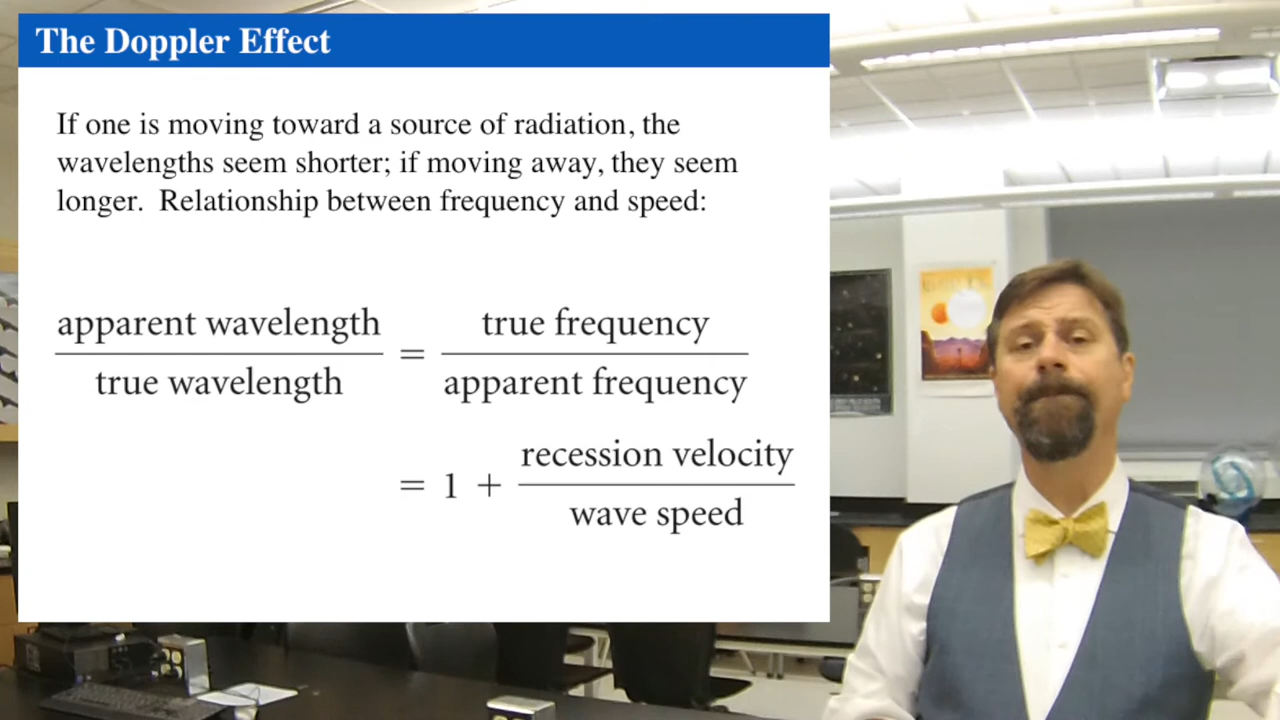 The Doppler Effect
If one is moving toward a source of radiation, the
wavelengths seem shorter; if moving away, they seem
longer. Relationship between frequency and speed:
apparent wavelength
true wavelength
=
true frequency
apparent frequency
= 1 +
recession velocity
wave speed